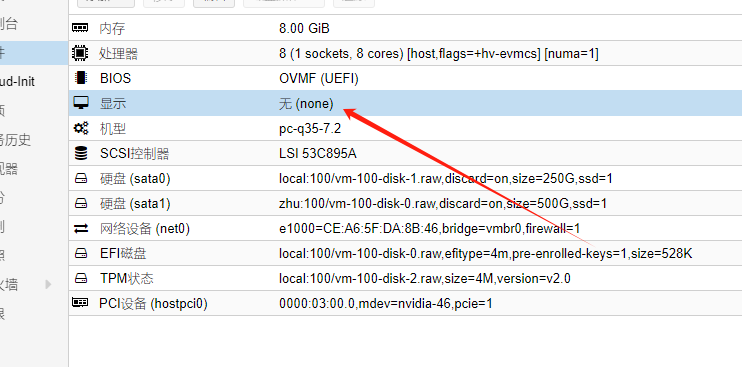 剖台
内存 8.00 GiB
处理器 8 (1 sockets, 8 cores) [host,flags=+hv-evmcs] [numa=1]
ud-Init BIOS OVMF (UEFI)
显示 无 (none)
机型 pc-q35-7.2
务历史 SCSI控制器 LSI 53C895A
视器 硬盘 (sata0) local:100/vm-100-disk-1.raw,discard=on,size=250G,ssd=1
硬盘 (sata1) zhu:100/vm-100-disk-0.raw,discard=on,size=500G,ssd=1
网络设备 (net0) e1000=CE:A6:5F:DA:8B:46,bridge=vmbr0,firewall=1
EFI磁盘 local:100/vm-100-disk-0.raw,efitype=4m,pre-enrolled-keys=1,size=528K
TPM状态 local:100/vm-100-disk-2.raw,size=4M,version=v2.0
火墙 PCI设备 (hostpci0) 0000:03:00.0,mdev=nvidia-46,pcie=1